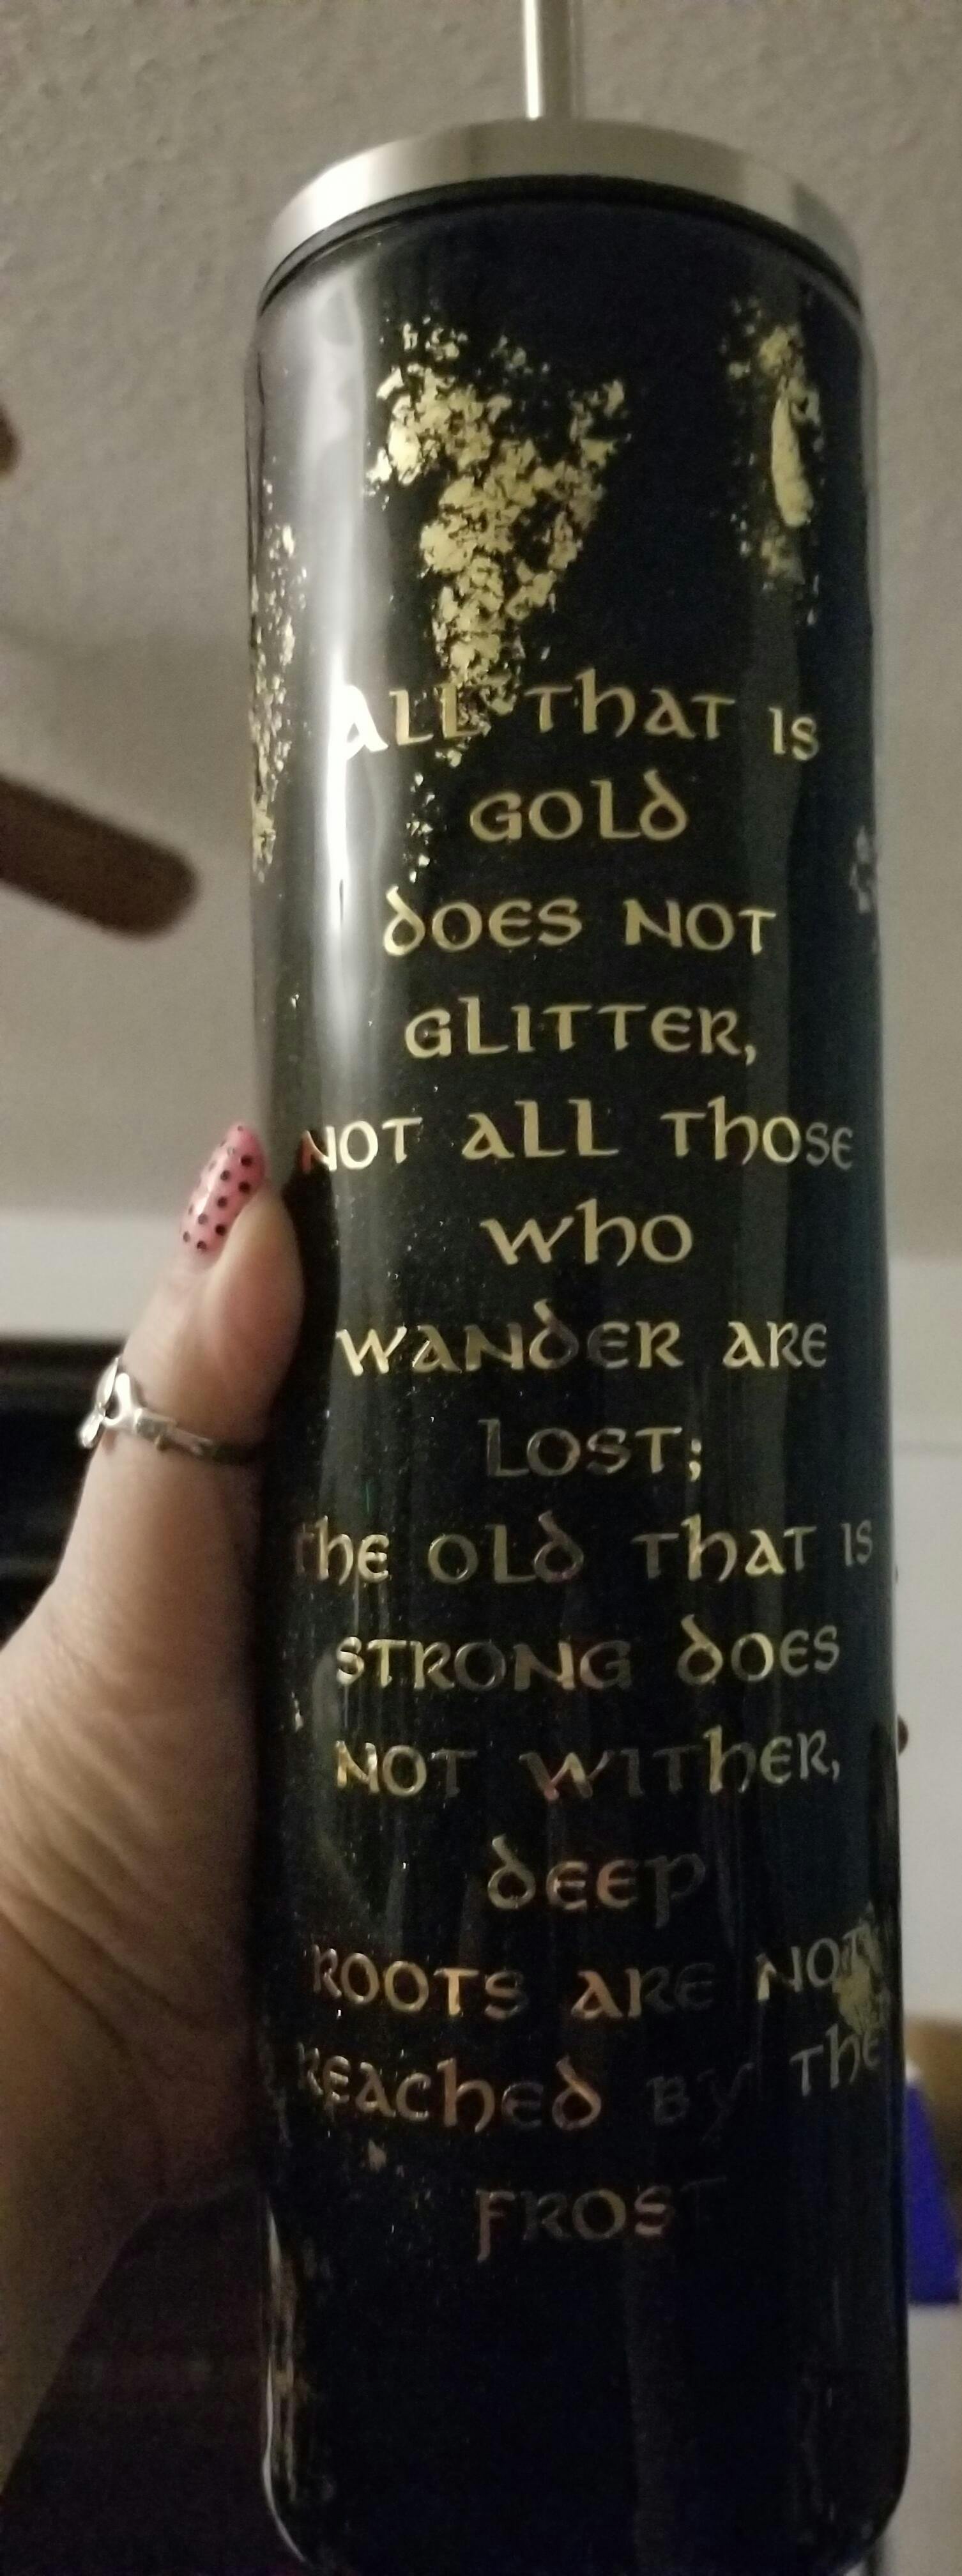 All that is
gold
does not
glitter,
not all those
who
wander are
lost;
the old that is
strong does
not wither,
deep
roots are not
reached by the
frost